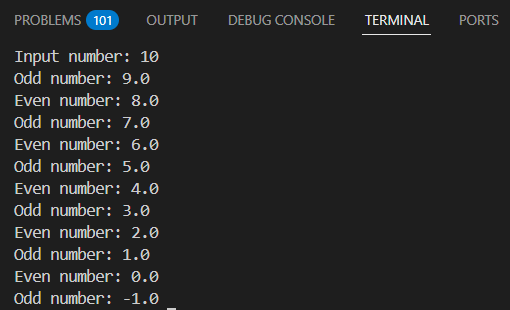 PROBLEMS 101 OUTPUT DEBUG CONSOLE TERMINAL PORTS
Input number: 10
Odd number: 9.0
Even number: 8.0
Odd number: 7.0
Even number: 6.0
Odd number: 5.0
Even number: 4.0
Odd number: 3.0
Even number: 2.0
Odd number: 1.0
Even number: 0.0
Odd number: -1.0